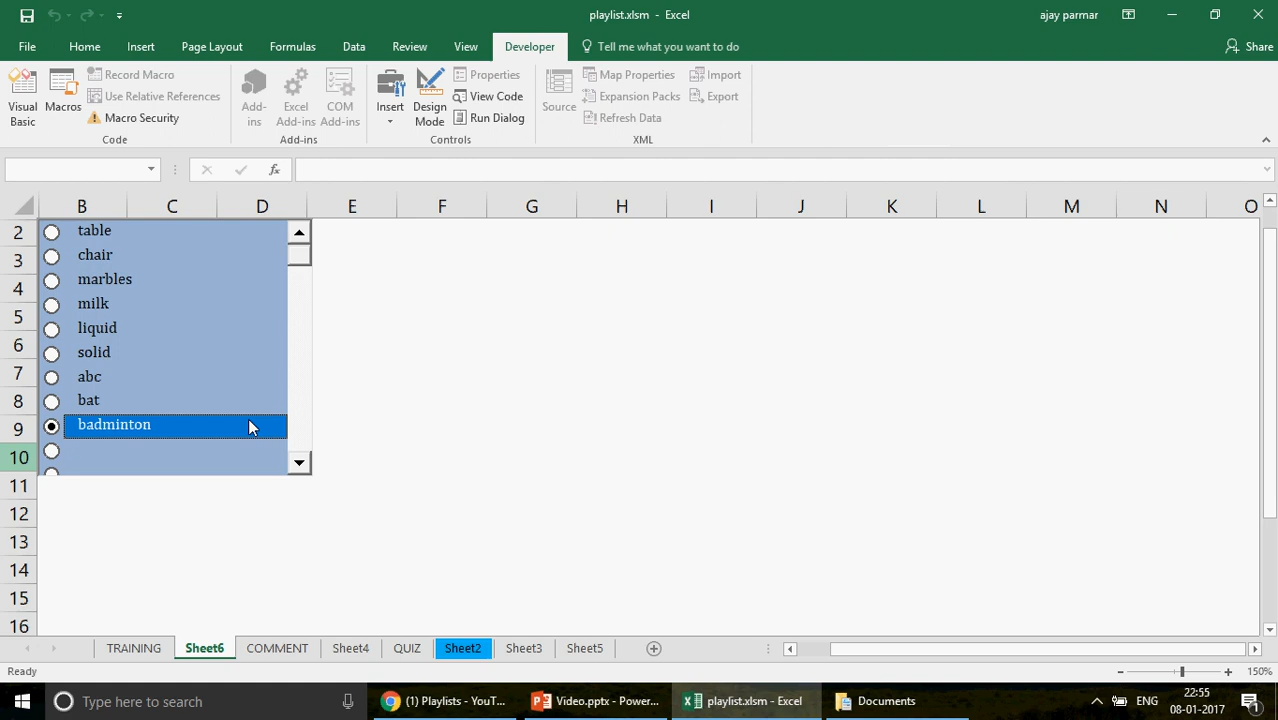 playlist.xlsm - Excel
ajay parmar
File Home Insert Page Layout Formulas Data Review View Developer Tell me what you want to do Share
Visual Basic
Macros
Record Macro
Use Relative References
Macro Security
Code
Add-ins
Excel Add-ins
COM Add-ins
Add-ins
Insert
Design Mode
Properties
View Code
Run Dialog
Controls
Source
Map Properties
Expansion Packs
Refresh Data
Import
Export
XML
fx
B C D E F G H I J K L M N O
2 table
3 chair
4 marbles
5 milk
6 liquid
7 solid
8 abc
9 bat
10 badminton
11
12
13
14
15
16
TRAINING Sheet6 COMMENT Sheet4 QUIZ Sheet2 Sheet3 Sheet5
Ready
150%
Type here to search
(1) Playlists - YouT...
Video.pptx - Power...
playlist.xlsm - Excel
Documents
ENG
22:55
08-01-2017
1